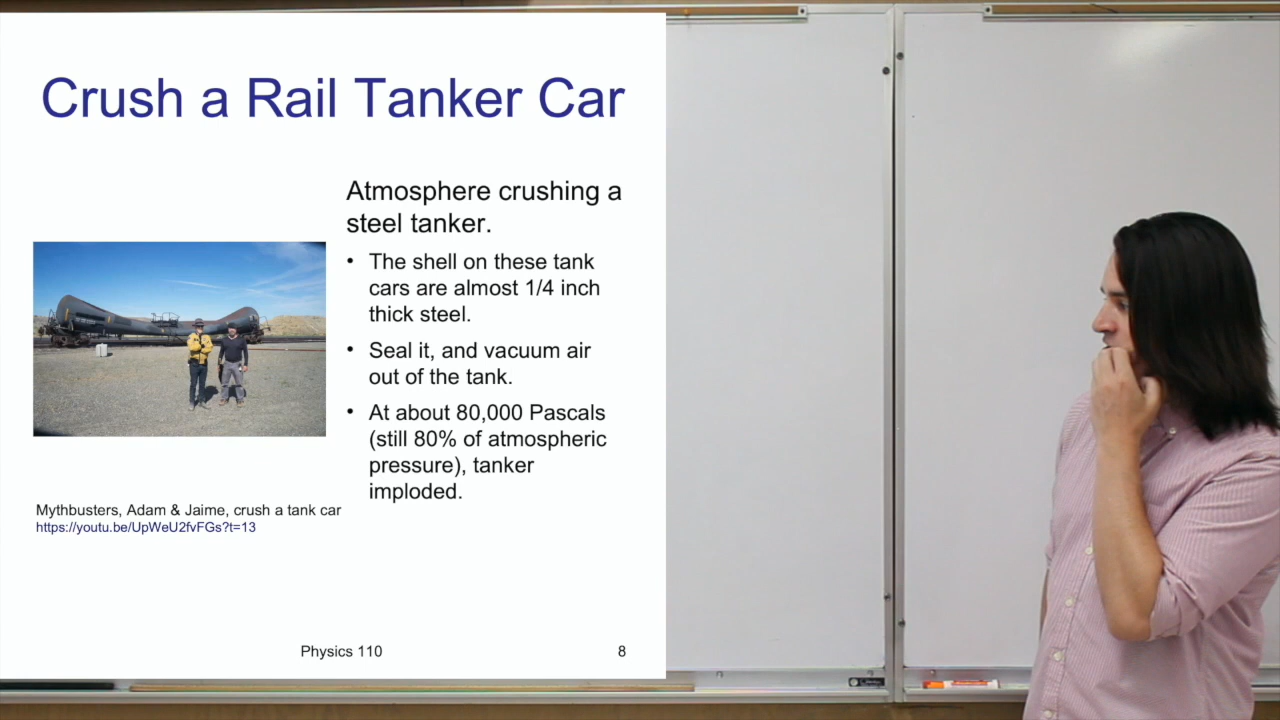 Crush a Rail Tanker Car
Atmosphere crushing a
steel tanker.
• The shell on these tank
cars are almost 1/4 inch
thick steel.
• Seal it, and vacuum air
out of the tank.
• At about 80,000 Pascals
(still 80% of atmospheric
pressure), tanker
imploded.
Mythbusters, Adam & Jaime, crush a tank car
https://youtu.be/UpWeU2fvFGs?t=13
Physics 110
8